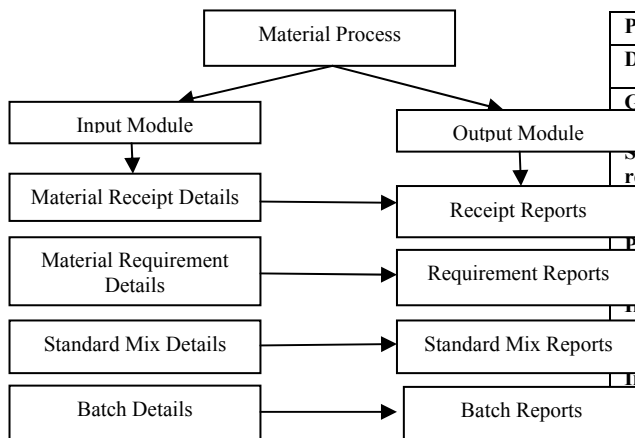 Material Process
Input Module
Output Module
Material Receipt Details
Receipt Reports
Material Requirement
Details
Requirement Reports
Standard Mix Details
Standard Mix Reports
Batch Details
Batch Reports